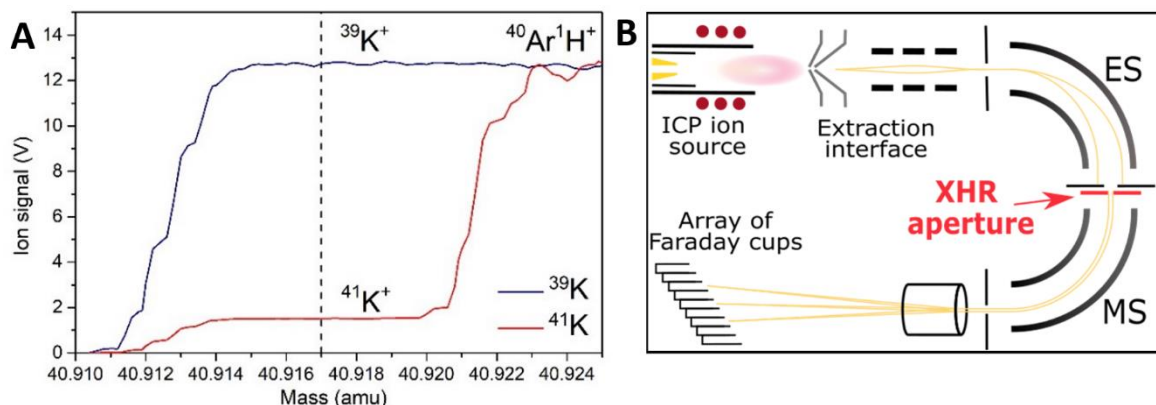 A
Ion signal (V)
14
12
10
8
6
4
2
0
³⁹K⁺
⁴⁰Ar¹H⁺
⁴¹K⁺
³⁹K
⁴¹K
40.910
40.912
40.914
40.916
40.918
40.920
40.922
40.924
Mass (amu)
B
ES
ICP ion
source
Extraction
interface
XHR
aperture
Array of
Faraday cups
MS